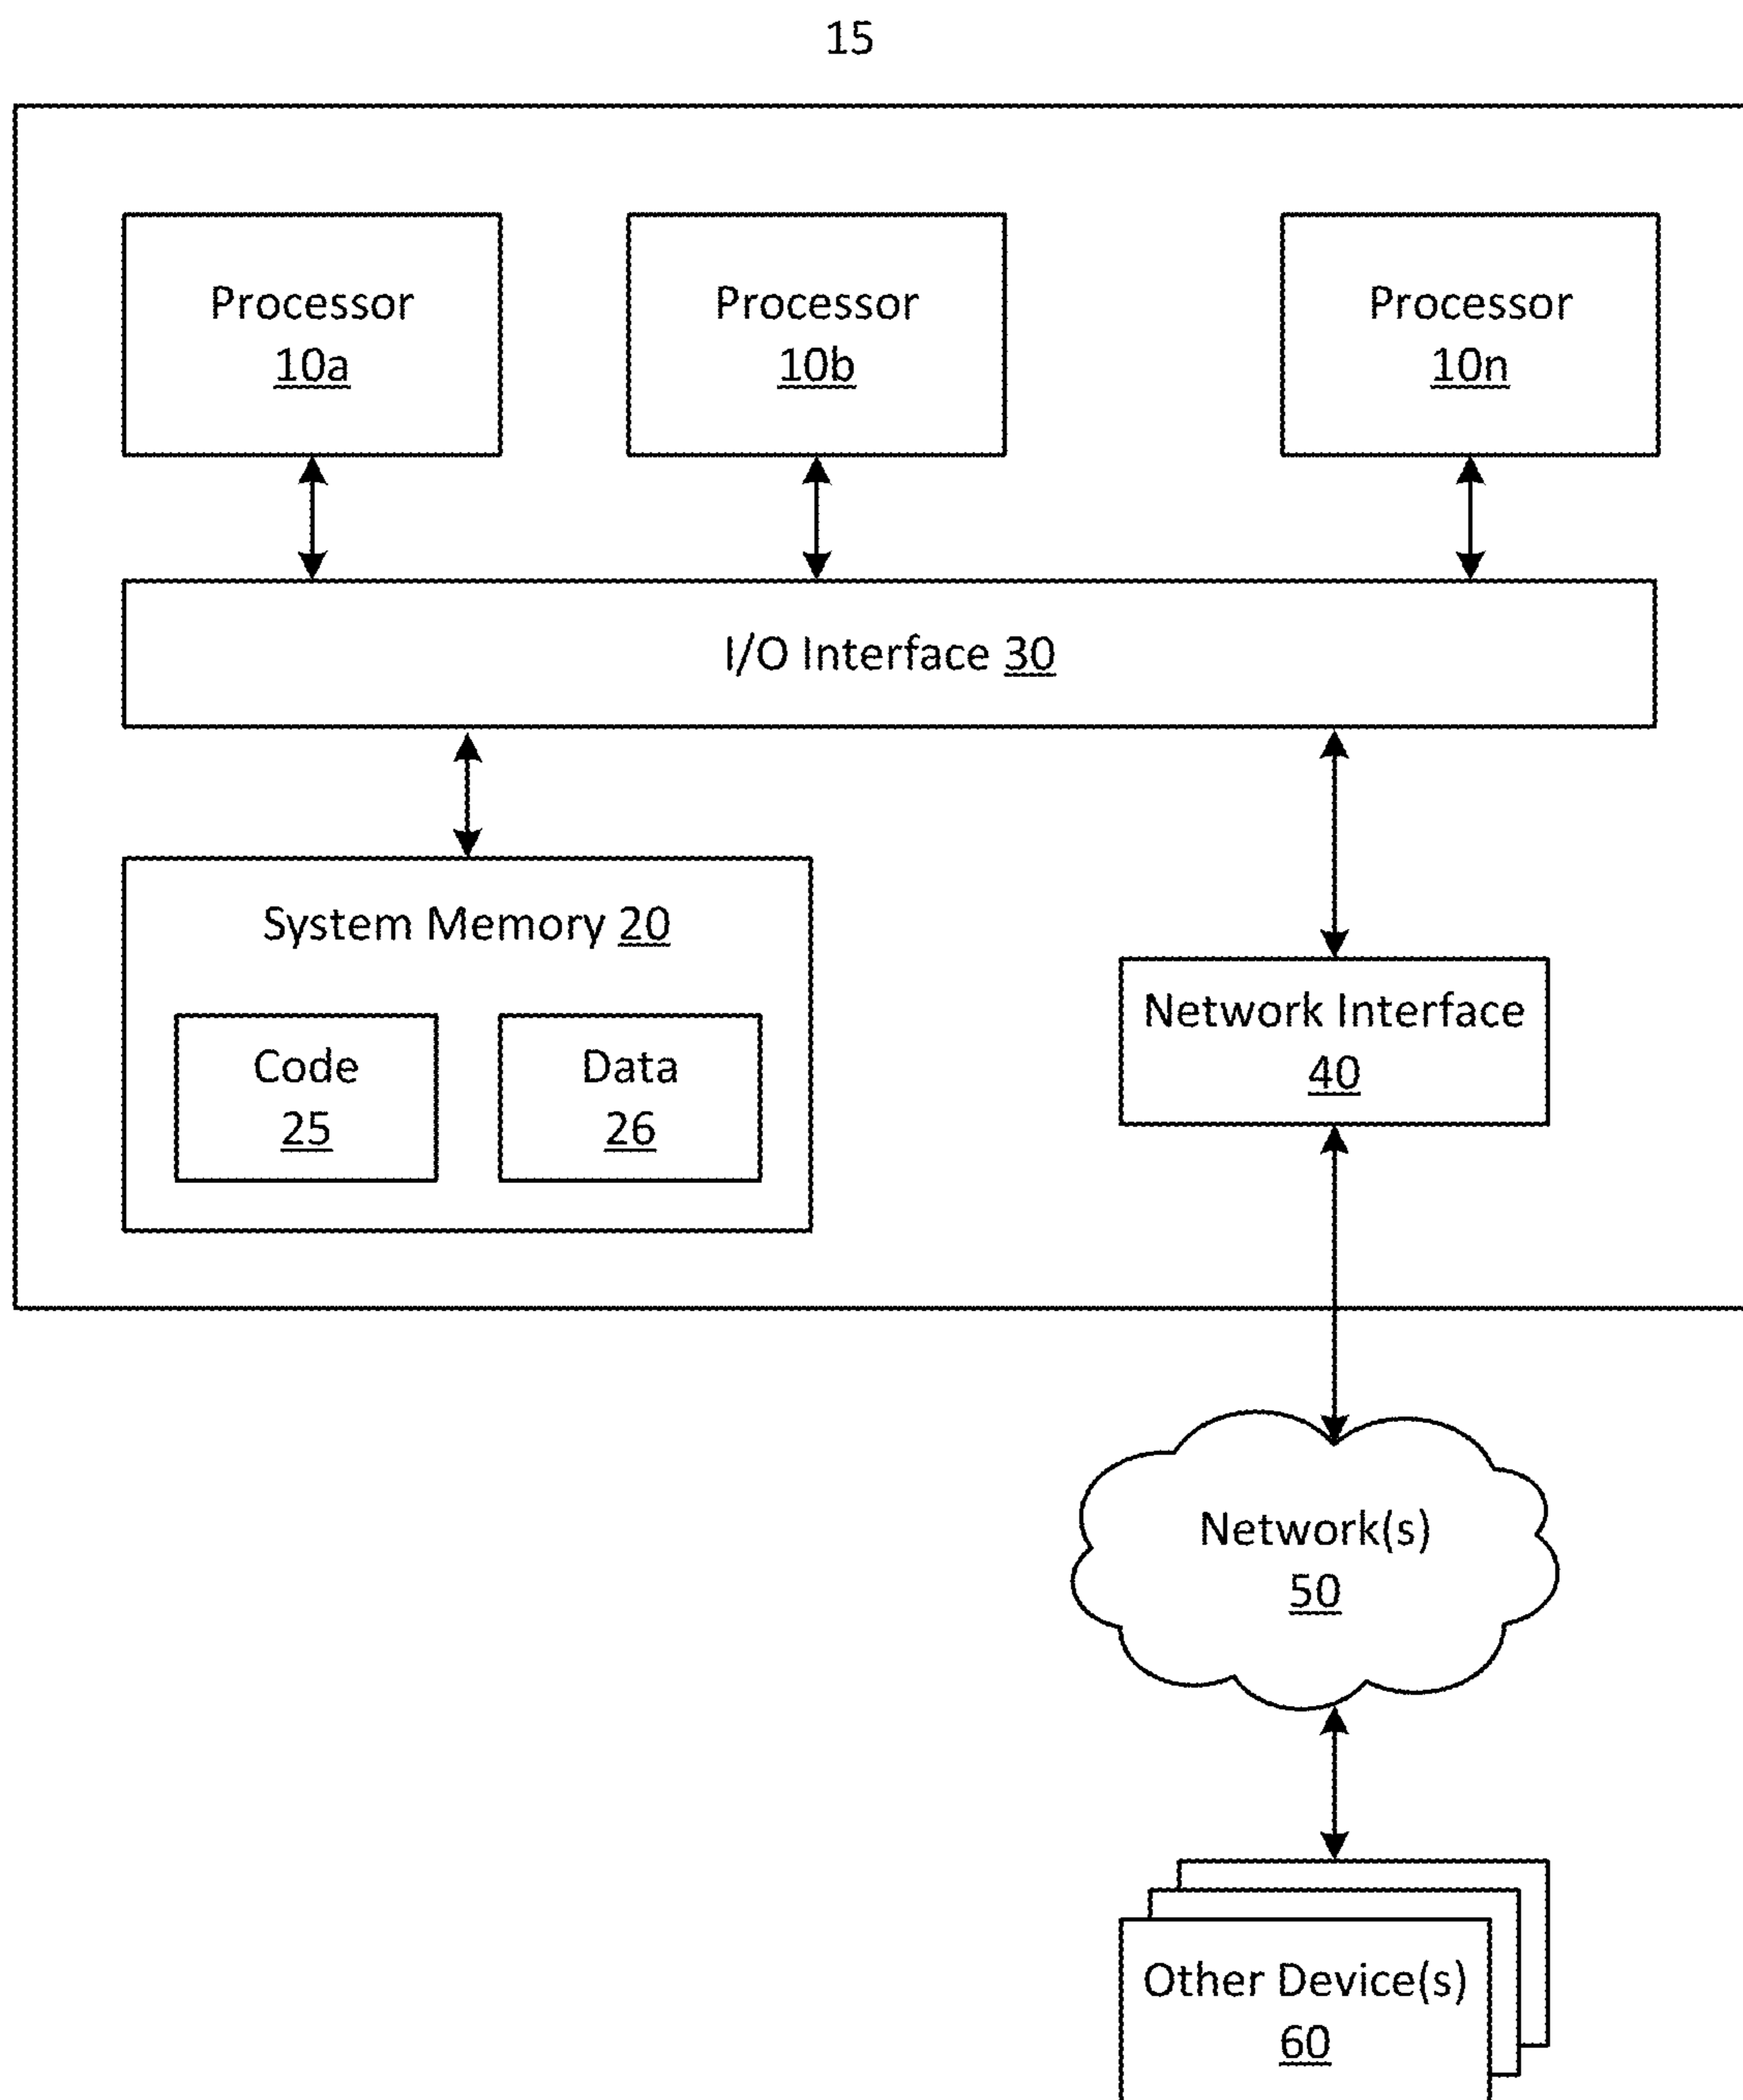 15
Processor
10a
Processor
10b
Processor
10n
I/O Interface 30
System Memory 20
Code
25
Data
26
Network Interface
40
Network(s)
50
Other Device(s)
60